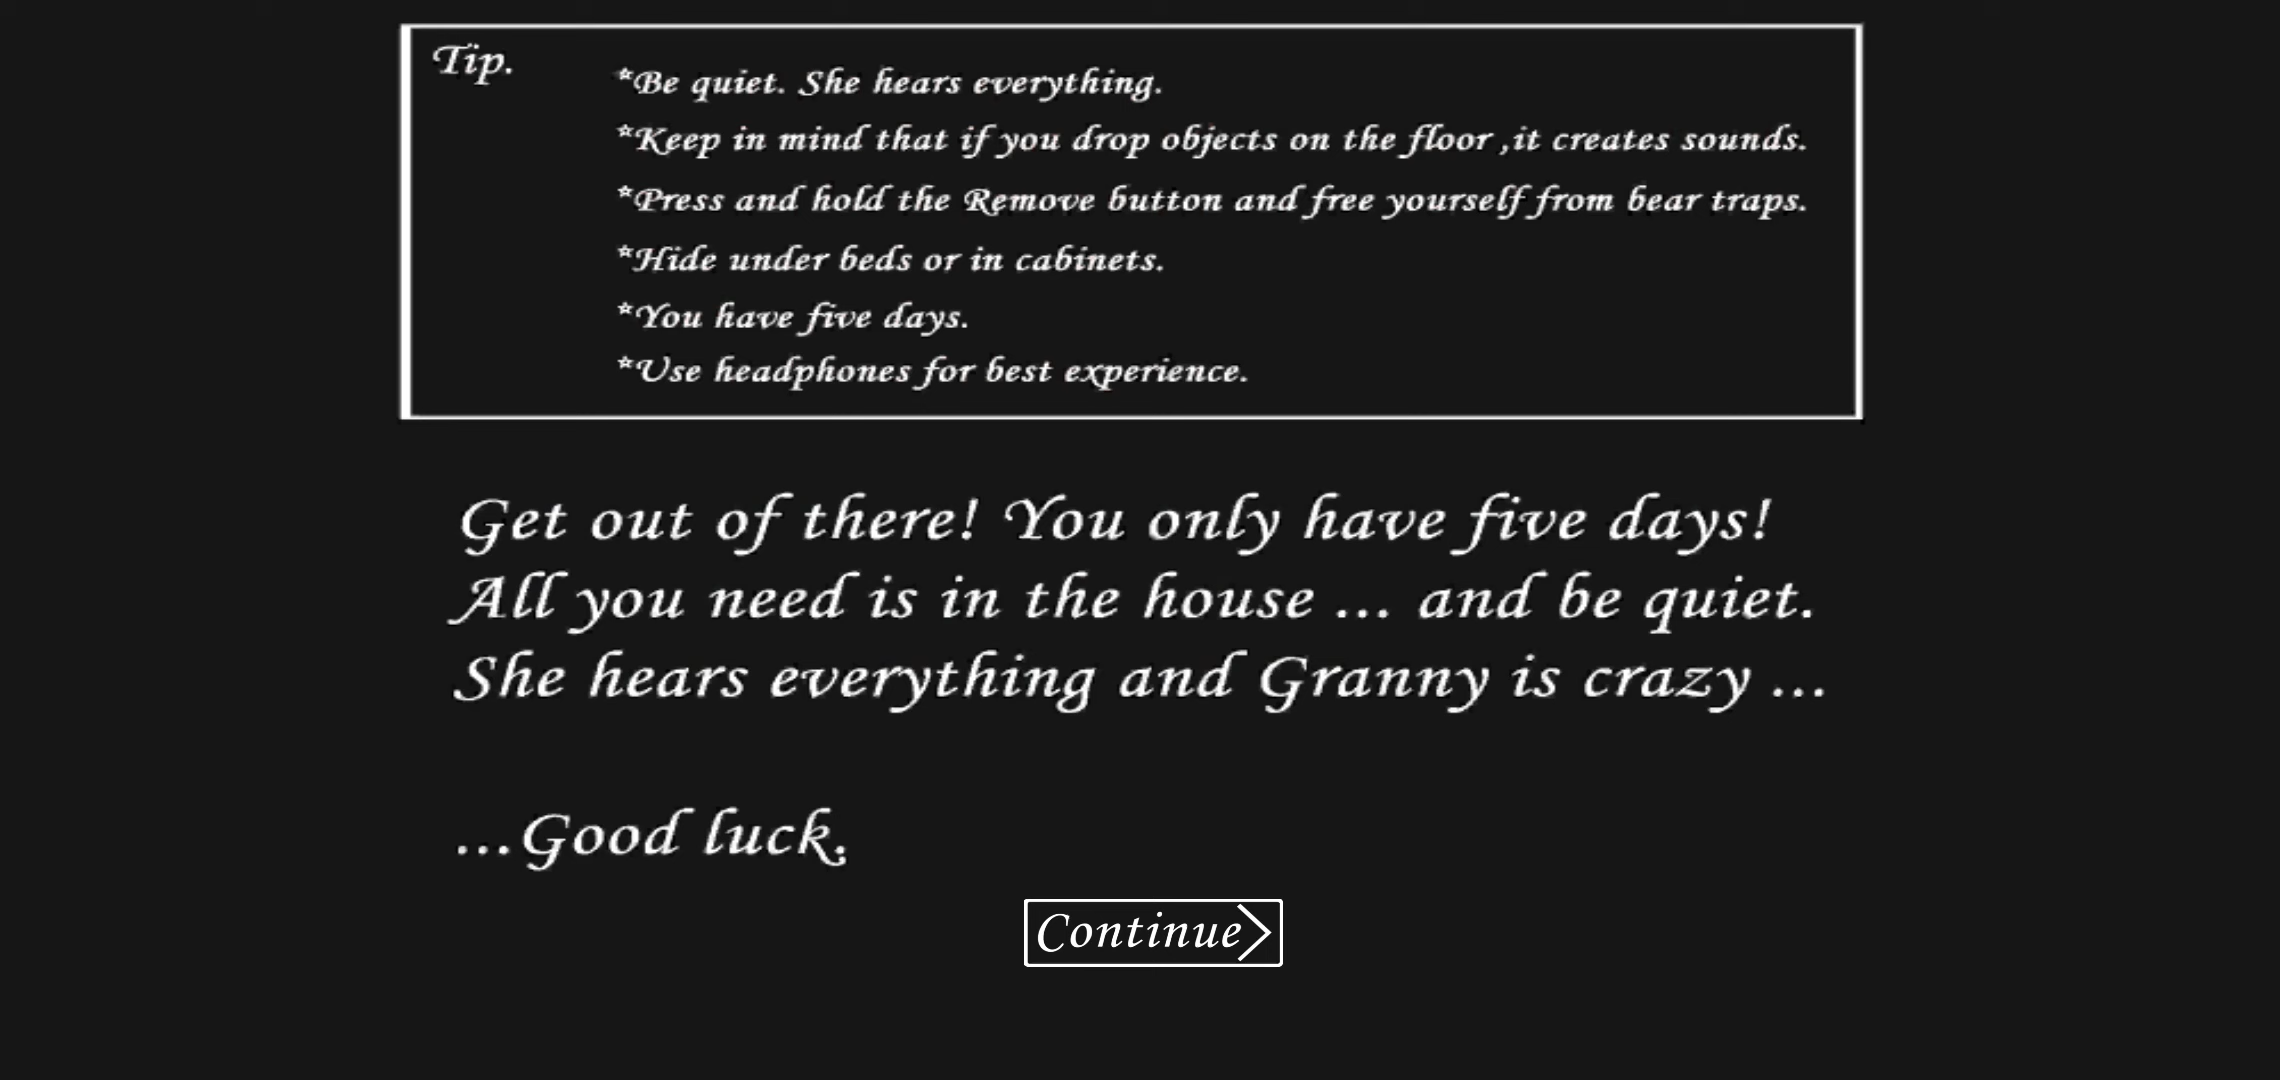 Tip.
*Be quiet. She hears everything.
*Keep in mind that if you drop objects on the floor ,it creates sounds.
*Press and hold the Remove button and free yourself from bear traps.
*Hide under beds or in cabinets.
*You have five days.
*Use headphones for best experience.
Get out of there! You only have five days!
All you need is in the house ... and be quiet.
She hears everything and Granny is crazy ...
...Good luck.
Continue>